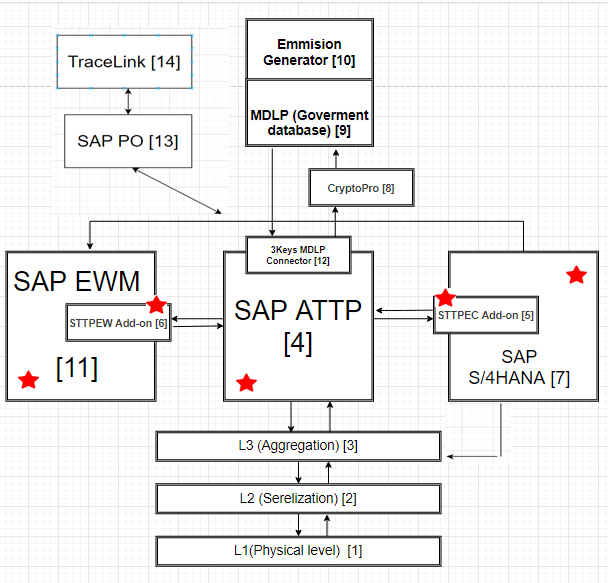 TraceLink [14]
SAP PO [13]
Emmision
Generator [10]
MDLP (Goverment
database) [9]
CryptoPro [8]
3Keys MDLP
Connector [12]
SAP EWM
STTPEW Add-on [6]
[11]
SAP ATTP
[4]
STTPEC Add-on [5]
SAP
S/4HANA [7]
L3 (Aggregation) [3]
L2 (Serelization) [2]
L1(Physical level)  [1]